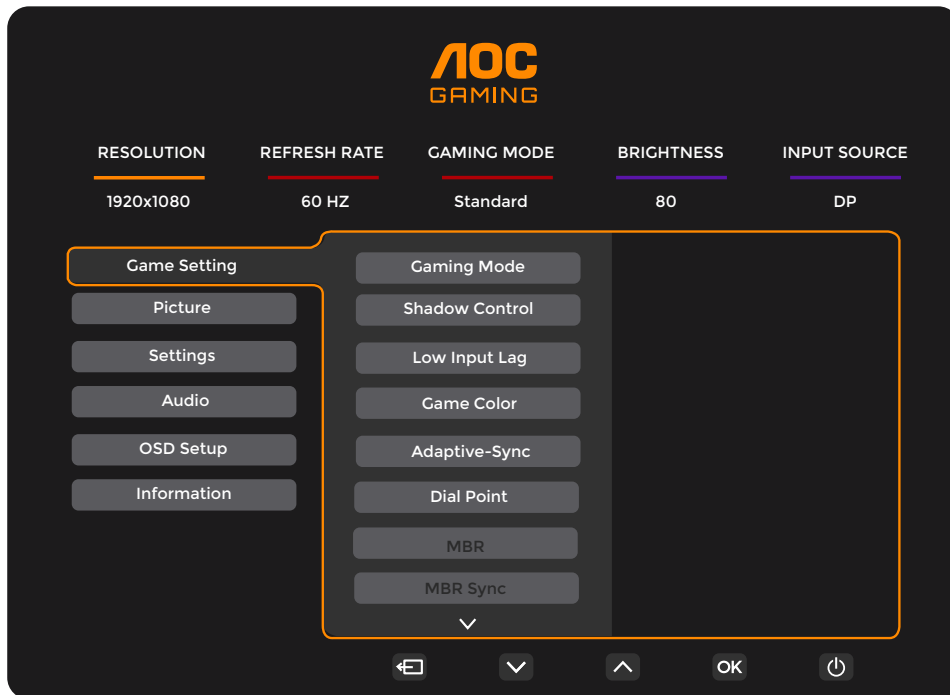 AOC
GAMING
RESOLUTION REFRESH RATE GAMING MODE BRIGHTNESS INPUT SOURCE
1920x1080 60 HZ Standard 80 DP
Game Setting
Picture
Settings
Audio
OSD Setup
Information
Gaming Mode
Shadow Control
Low Input Lag
Game Color
Adaptive-Sync
Dial Point
MBR
MBR Sync
OK